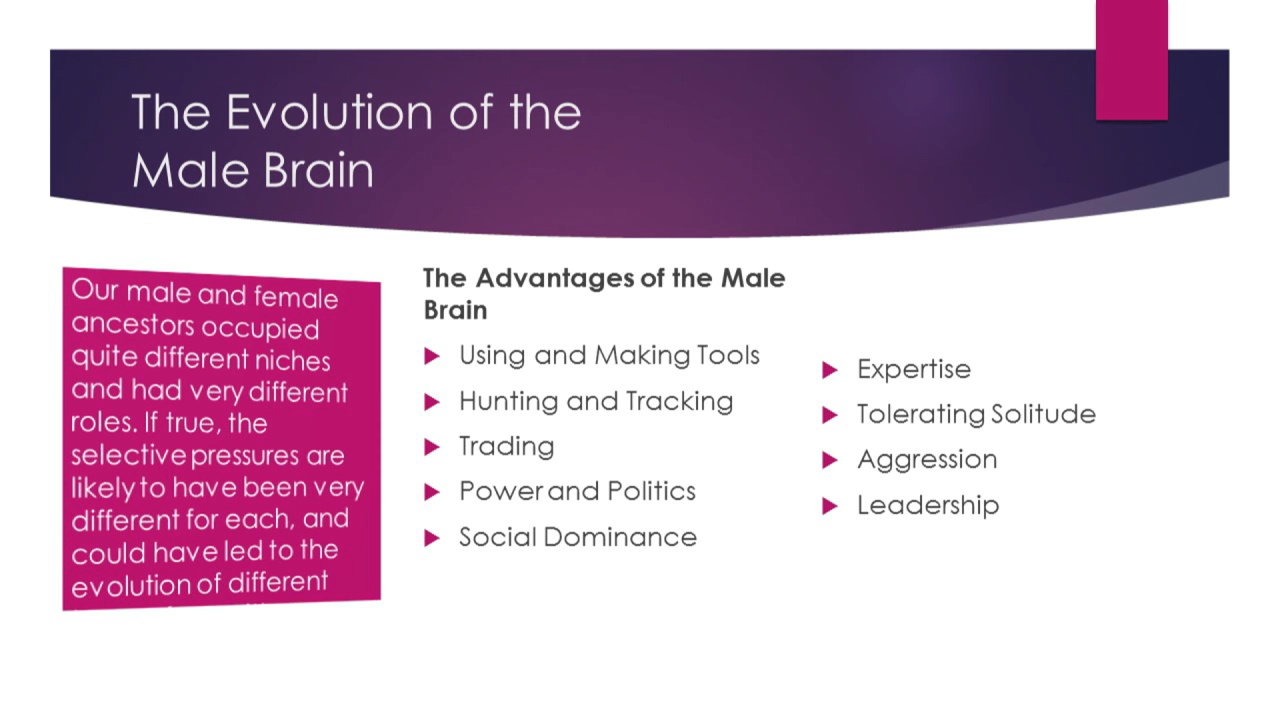 The Evolution of the
Male Brain
Our male and female
ancestors occupied
quite different niches
and had very different
roles. If true, the
selective pressures are
likely to have been very
different for each, and
could have led to the
evolution of different
The Advantages of the Male
Brain
Using and Making Tools
Hunting and Tracking
Trading
Power and Politics
Social Dominance
Expertise
Tolerating Solitude
Aggression
Leadership